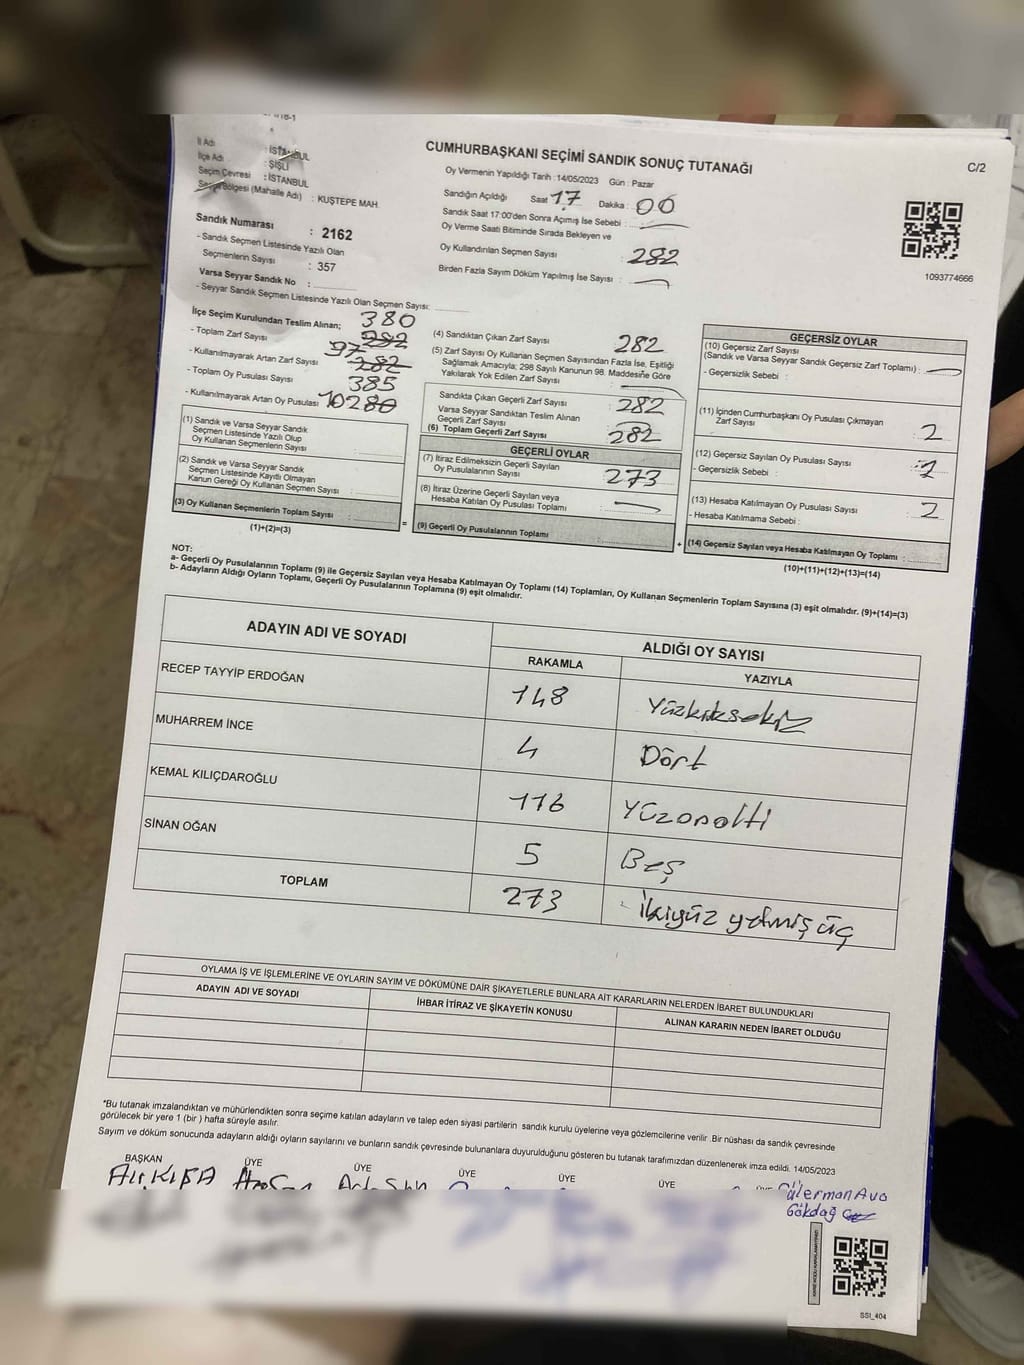 İl Adı : İSTANBUL
İlçe Adı : ŞİŞLİ
Seçim Çevresi : İSTANBUL
Seçim Bölgesi (Mahalle Adı) : KUŞTEPE MAH.
Sandık Numarası : 2162
- Sandık Seçmen Listesinde Yazılı Olan
Seçmenlerin Sayısı : 357
Varsa Seyyar Sandık No :
- Seyyar Sandık Seçmen Listesinde Yazılı Olan Seçmen Sayısı:
CUMHURBAŞKANI SEÇİMİ SANDIK SONUÇ TUTANAĞI
C/2
Oy Vermenin Yapıldığı Tarih : 14/05/2023 Gün : Pazar
Sandığın Açıldığı Saat 17 Dakika : 00
Sandık Saat 17:00'den Sonra Açımış İse Sebebi :
Oy Verme Saati Bitiminde Sırada Bekleyen ve
Oy Kullandırılan Seçmen Sayısı : 282
Birden Fazla Sayım Döküm Yapılmış İse Sayısı :
1093774666
İlçe Seçim Kurulundan Teslim Alınan;
- Toplam Zarf Sayısı 380 282
- Kullanılmayarak Artan Zarf Sayısı 97 282
- Toplam Oy Pusulası Sayısı 385
- Kullanılmayarak Artan Oy Pusulası 10280
(1) Sandık ve Varsa Seyyar Sandık
Seçmen Listesinde Yazılı Olup
Oy Kullanan Seçmenlerin Sayısı :
(2) Sandık ve Varsa Seyyar Sandık
Seçmen Listesinde Kayıtlı Olmayan
Kanun Gereği Oy Kullanan Seçmen Sayısı :
(3) Oy Kullanan Seçmenlerin Toplam Sayısı :
(1)+(2)=(3)
(4) Sandıktan Çıkan Zarf Sayısı : 282
(5) Zarf Sayısı Oy Kullanan Seçmen Sayısından Fazla İse, Eşitliği
Sağlamak Amacıyla; 298 Sayılı Kanunun 98. Maddesine Göre
Yakılarak Yok Edilen Zarf Sayısı :
Sandıkta Çıkan Geçerli Zarf Sayısı : 282
Varsa Seyyar Sandıktan Teslim Alınan
Geçerli Zarf Sayısı :
(6) Toplam Geçerli Zarf Sayısı : 282
GEÇERLİ OYLAR
(7) İtiraz Edilmeksizin Geçerli Sayılan
Oy Pusulalarının Sayısı : 273
(8) İtiraz Üzerine Geçerli Sayılan veya
Hesaba Katılan Oy Pusulası Toplamı :
(9) Geçerli Oy Pusulalarının Toplamı :
GEÇERSİZ OYLAR
(10) Geçersiz Zarf Sayısı
(Sandık ve Varsa Seyyar Sandık Geçersiz Zarf Toplamı) :
- Geçersizlik Sebebi :
(11) İçinden Cumhurbaşkanı Oy Pusulası Çıkmayan
Zarf Sayısı : 2
(12) Geçersiz Sayılan Oy Pusulası Sayısı :
- Geçersizlik Sebebi :
(13) Hesaba Katılmayan Oy Pusulası Sayısı : 2
- Hesaba Katılmama Sebebi :
(14) Geçersiz Sayılan veya Hesaba Katılmayan Oy Toplamı :
(10)+(11)+(12)+(13)=(14)
NOT:
a- Geçerli Oy Pusulalarının Toplamı (9) ile Geçersiz Sayılan veya Hesaba Katılmayan Oy Toplamı (14) Toplamları, Oy Kullanan Seçmenlerin Toplam Sayısına (3) eşit olmalıdır. (9)+(14)=(3)
b- Adayların Aldığı Oyların Toplamı, Geçerli Oy Pusulalarının Toplamına (9) eşit olmalıdır.
ADAYIN ADI VE SOYADI
ALDIĞI OY SAYISI
RAKAMLA YAZIYLA
RECEP TAYYİP ERDOĞAN 148 Yüzkırksekiz
MUHARREM İNCE 4 Dört
KEMAL KILIÇDAROĞLU 116 Yüzonaltı
SİNAN OĞAN 5 Beş
TOPLAM 273 İkiyüz yetmiş üç
OYLAMA İŞ VE İŞLEMLERİNE VE OYLARIN SAYIM VE DÖKÜMÜNE DAİR ŞİKAYETLERLE BUNLARA AİT KARARLARIN NELERDEN İBARET BULUNDUKLARI
ADAYIN ADI VE SOYADI İHBAR İTİRAZ VE ŞİKAYETİN KONUSU ALINAN KARARIN NEDEN İBARET OLDUĞU
*Bu tutanak imzalandıktan ve mühürlendikten sonra seçime katılan adayların ve talep eden siyasi partilerin sandık kurulu üyelerine veya gözlemcilerine verilir .Bir nüshası da sandık çevresinde
görülecek bir yere 1 (bir ) hafta süreyle asılır.
Sayım ve döküm sonucunda adayların aldığı oyların sayılarını ve bunların sandık çevresinde bulunanlara duyurulduğunu gösteren bu tutanak tarafımızdan düzenlenerek imza edildi. 14/05/2023
BAŞKAN ÜYE ÜYE ÜYE ÜYE ÜYE
Gökdağ
SSI_404